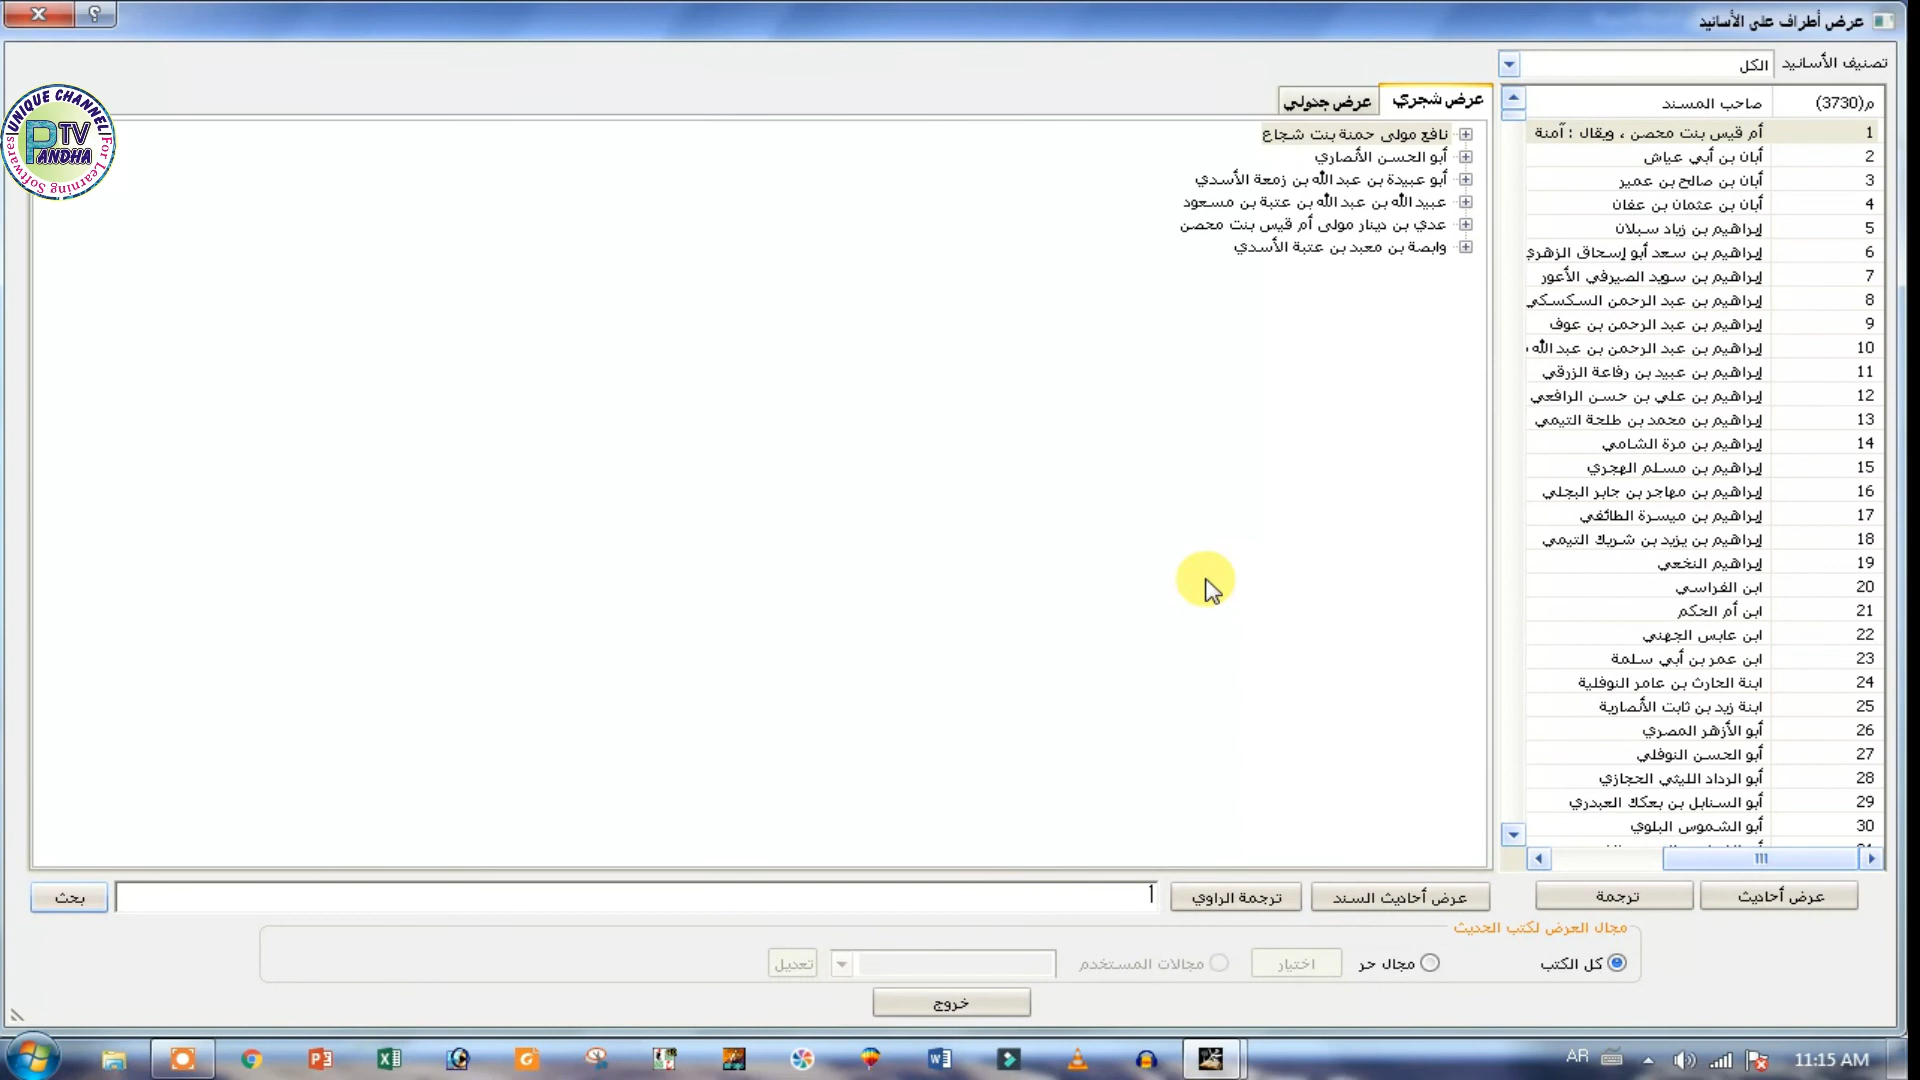 عرض أطراف على الأسانيد
تصنيف الأسانيد
الكل
UNIQUE CHANNEL
PTV
PANDHA
For Learning Softwares
عرض شجري
عرض جدولي
م(3730)
صاحب المسند
1 أم قيس بنت محصن ، ويقال : آمنة
2 أبان بن أبي عياش
3 أبان بن صالح بن عمير
4 أبان بن عثمان بن عفان
5 إبراهيم بن زياد سبلان
6 إبراهيم بن سعد أبو إسحاق الزهري
7 إبراهيم بن سويد الصيرفي الأعور
8 إبراهيم بن عبد الرحمن السكسكي
9 إبراهيم بن عبد الرحمن بن عوف
10 إبراهيم بن عبد الرحمن بن عبد الله
11 إبراهيم بن عبيد بن رفاعة الزرقي
12 إبراهيم بن علي بن حسن الرافعي
13 إبراهيم بن محمد بن طلحة التيمي
14 إبراهيم بن مرة الشامي
15 إبراهيم بن مسلم الهجري
16 إبراهيم بن مهاجر بن جابر البجلي
17 إبراهيم بن ميسرة الطائفي
18 إبراهيم بن يزيد بن شريك التيمي
19 إبراهيم النخعي
20 ابن الفراسي
21 ابن أم الحكم
22 ابن عابس الجهني
23 ابن عمر بن أبي سلمة
24 ابنة الحارث بن عامر النوفلية
25 ابنة زيد بن ثابت الأنصارية
26 أبو الأزهر المصري
27 أبو الحسن النوفلي
28 أبو الرداد الليثي الحجازي
29 أبو السنابل بن بعكك العبدري
30 أبو الشموس البلوي
نافع مولى حمنة بنت شجاع
أبو الحسن الأنصاري
أبو عبيدة بن عبد الله بن زمعة الأسدي
عبيد الله بن عبد الله بن عتبة بن مسعود
عدي بن دينار مولى أم قيس بنت محصن
وابصة بن معبد بن عتبة الأسدي
عرض أحاديث
ترجمة
عرض أحاديث السند
ترجمة الراوي
1
بحث
مجال العرض لكتب الحديث
كل الكتب
مجال حر
اختيار
مجالات المستخدم
تعديل
خروج
AR
11:15 AM